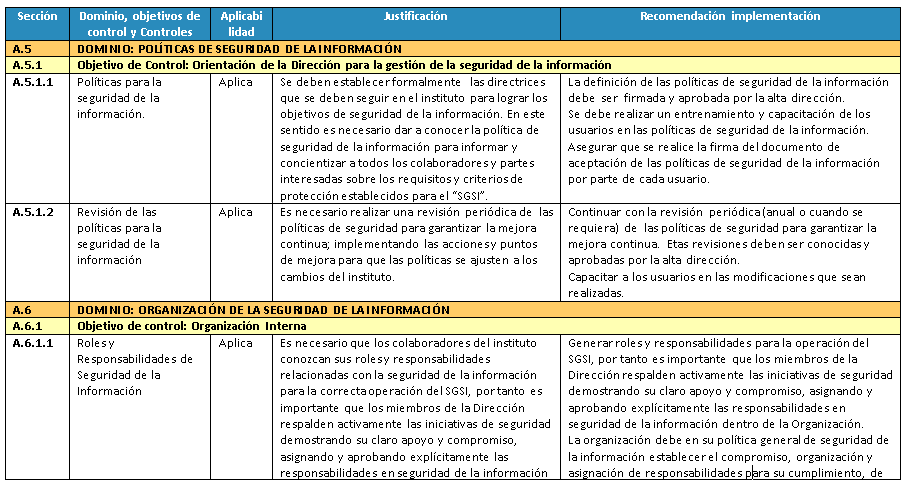 Sección
Dominio, objetivos de
control y Controles
Aplicabi
lidad
Justificación
Recomendación implementación
A.5
DOMINIO: POLÍTICAS DE SEGURIDAD DE LA INFORMACIÓN
A.5.1
Objetivo de Control: Orientación de la Dirección para la gestión de la seguridad de la información
A.5.1.1
Políticas para la
seguridad de la
información.
Aplica
Se deben establecer formalmente las directrices
que se deben seguir en el instituto para lograr los
objetivos de seguridad de la información. En este
sentido es necesario dar a conocer la política de
seguridad de la información para informar y
concientizar a todos los colaboradores y partes
interesadas sobre los requisitos y criterios de
protección establecidos para el “SGSI”.
La definición de las políticas de seguridad de la información
debe ser firmada y aprobada por la alta dirección.
Se debe realizar un entrenamiento y capacitación de los
usuarios en las políticas de seguridad de la información.
Asegurar que se realice la firma del documento de
aceptación de las políticas de seguridad de la información
por parte de cada usuario.
A.5.1.2
Revisión de las
políticas para la
seguridad de la
información
Aplica
Es necesario realizar una revisión periódica de las
políticas de seguridad para garantizar la mejora
continua; implementando las acciones y puntos
de mejora para que las políticas se ajusten a los
cambios del instituto.
Continuar con la revisión periódica (anual o cuando se
requiera) de las políticas de seguridad para garantizar la
mejora continua. Etas revisiones deben ser conocidas y
aprobadas por la alta dirección.
Capacitar a los usuarios en las modificaciones que sean
realizadas.
A.6
DOMINIO: ORGANIZACIÓN DE LA SEGURIDAD DE LA INFORMACIÓN
A.6.1
Objetivo de control: Organización Interna
A.6.1.1
Roles y
Responsabilidades de
Seguridad de la
Información
Aplica
Es necesario que los colaboradores del instituto
conozcan sus roles y responsabilidades
relacionadas con la seguridad de la información
para la correcta operación del SGSI, por tanto es
importante que los miembros de la Dirección
respalden activamente las iniciativas de seguridad
demostrando su claro apoyo y compromiso,
asignando y aprobando explícitamente las
responsabilidades en seguridad de la información
Generar roles y responsabilidades para la operación del
SGSI, por tanto es importante que los miembros de la
Dirección respalden activamente las iniciativas de seguridad
demostrando su claro apoyo y compromiso, asignando y
aprobando explícitamente las responsabilidades en
seguridad de la información dentro de la Organización.
La organización debe en su política general de seguridad de
la información establecer el compromiso, organización y
asignación de responsabilidades para su cumplimiento, de